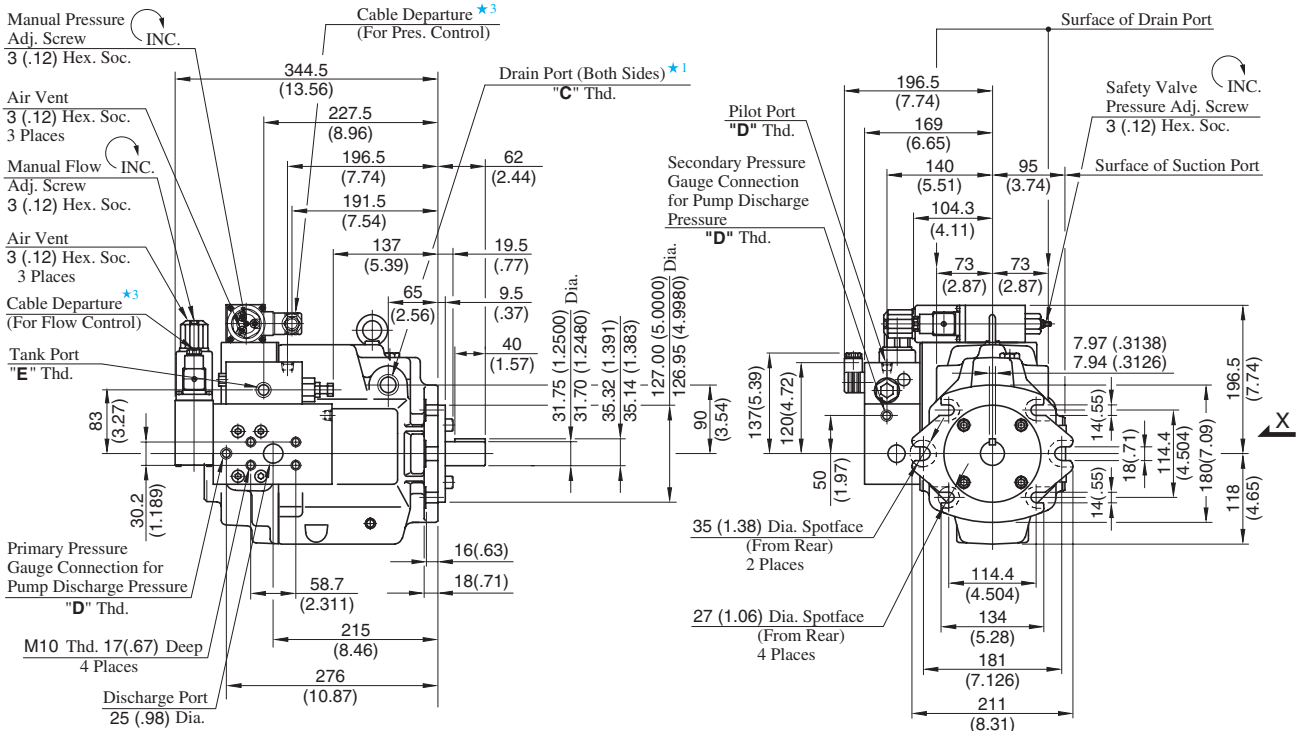 Manual Pressure
Adj. Screw
INC.
3 (.12) Hex. Soc.
Air Vent
3 (.12) Hex. Soc.
3 Places
Manual Flow
INC.
Adj. Screw
3 (.12) Hex. Soc.
Air Vent
3 (.12) Hex. Soc.
3 Places
Cable Departure ★3
(For Flow Control)
Tank Port
"E" Thd.
83
(3.27)
30.2
(1.189)
Primary Pressure
Gauge Connection for
Pump Discharge Pressure
"D" Thd.
M10 Thd. 17(.67) Deep
4 Places
Discharge Port
25 (.98) Dia.
Cable Departure ★3
(For Pres. Control)
Drain Port (Both Sides) ★1
"C" Thd.
344.5
(13.56)
227.5
(8.96)
196.5
(7.74)
62
(2.44)
191.5
(7.54)
137
(5.39)
19.5
(.77)
65
(2.56)
9.5
(.37)
40
(1.57)
31.75 (1.2500)
31.70 (1.2480)
Dia.
35.32 (1.391)
35.14 (1.383)
127.00 (5.0000)
126.95 (4.9980)
Dia.
90
(3.54)
16(.63)
18(.71)
58.7
(2.311)
215
(8.46)
276
(10.87)
Surface of Drain Port
196.5
(7.74)
Safety Valve
INC.
Pressure Adj. Screw
3 (.12) Hex. Soc.
Pilot Port
"D" Thd.
169
(6.65)
Secondary Pressure
Gauge Connection
for Pump Discharge
Pressure
"D" Thd.
140
(5.51)
95
(3.74)
Surface of Suction Port
104.3
(4.11)
73
(2.87)
73
(2.87)
7.97 (.3138)
7.94 (.3126)
196.5
(7.74)
137(5.39)
120(4.72)
50
(1.97)
14(.55)
18(.71)
114.4
(4.504)
180(7.09)
14(.55)
118
(4.65)
X
35 (1.38) Dia. Spotface
(From Rear)
2 Places
27 (1.06) Dia. Spotface
(From Rear)
4 Places
114.4
(4.504)
134
(5.28)
181
(7.126)
211
(8.31)